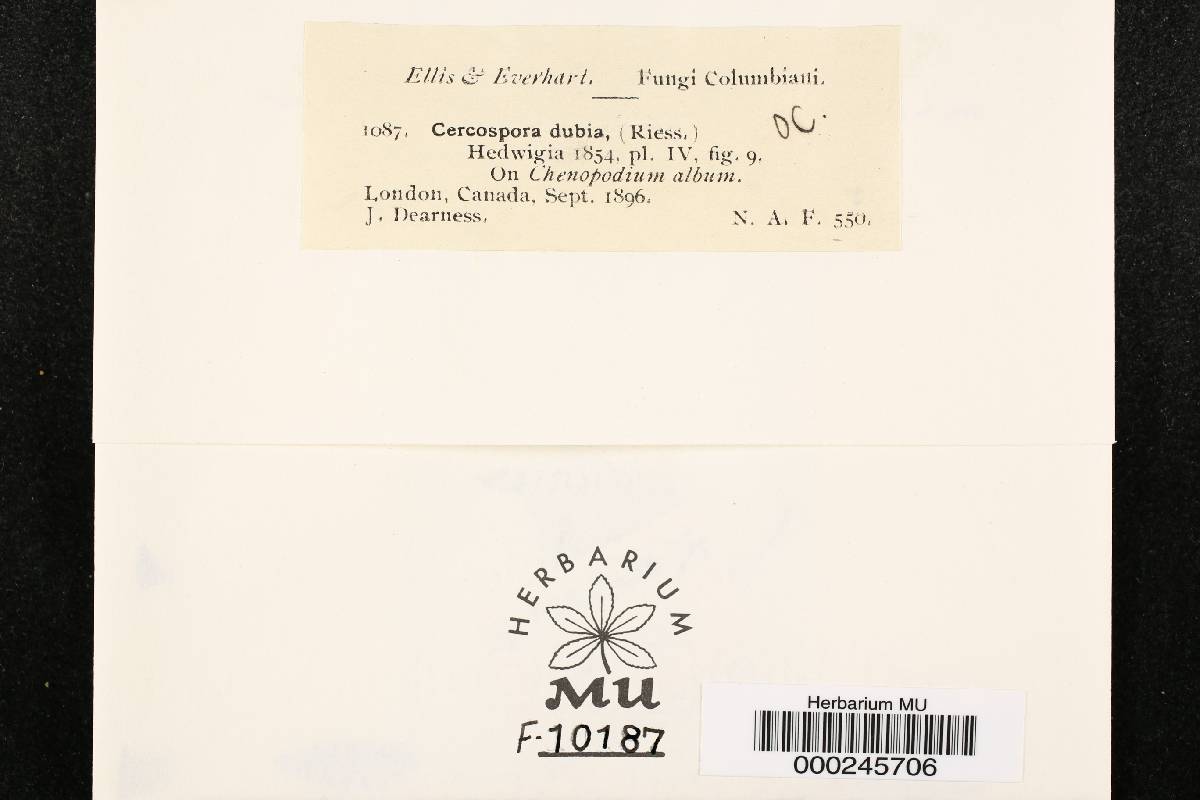 Ellis & Everhart. Fungi Columbiani.
1087. Cercospora dubia, (Riess.)
OC.
Hedwigia 1854, pl. IV, fig. 9.
On Chenopodium album.
London, Canada, Sept. 1896.
J. Dearness. N. A. F. 550.
HERBARIUM
MU
F-10187
Herbarium MU
000245706